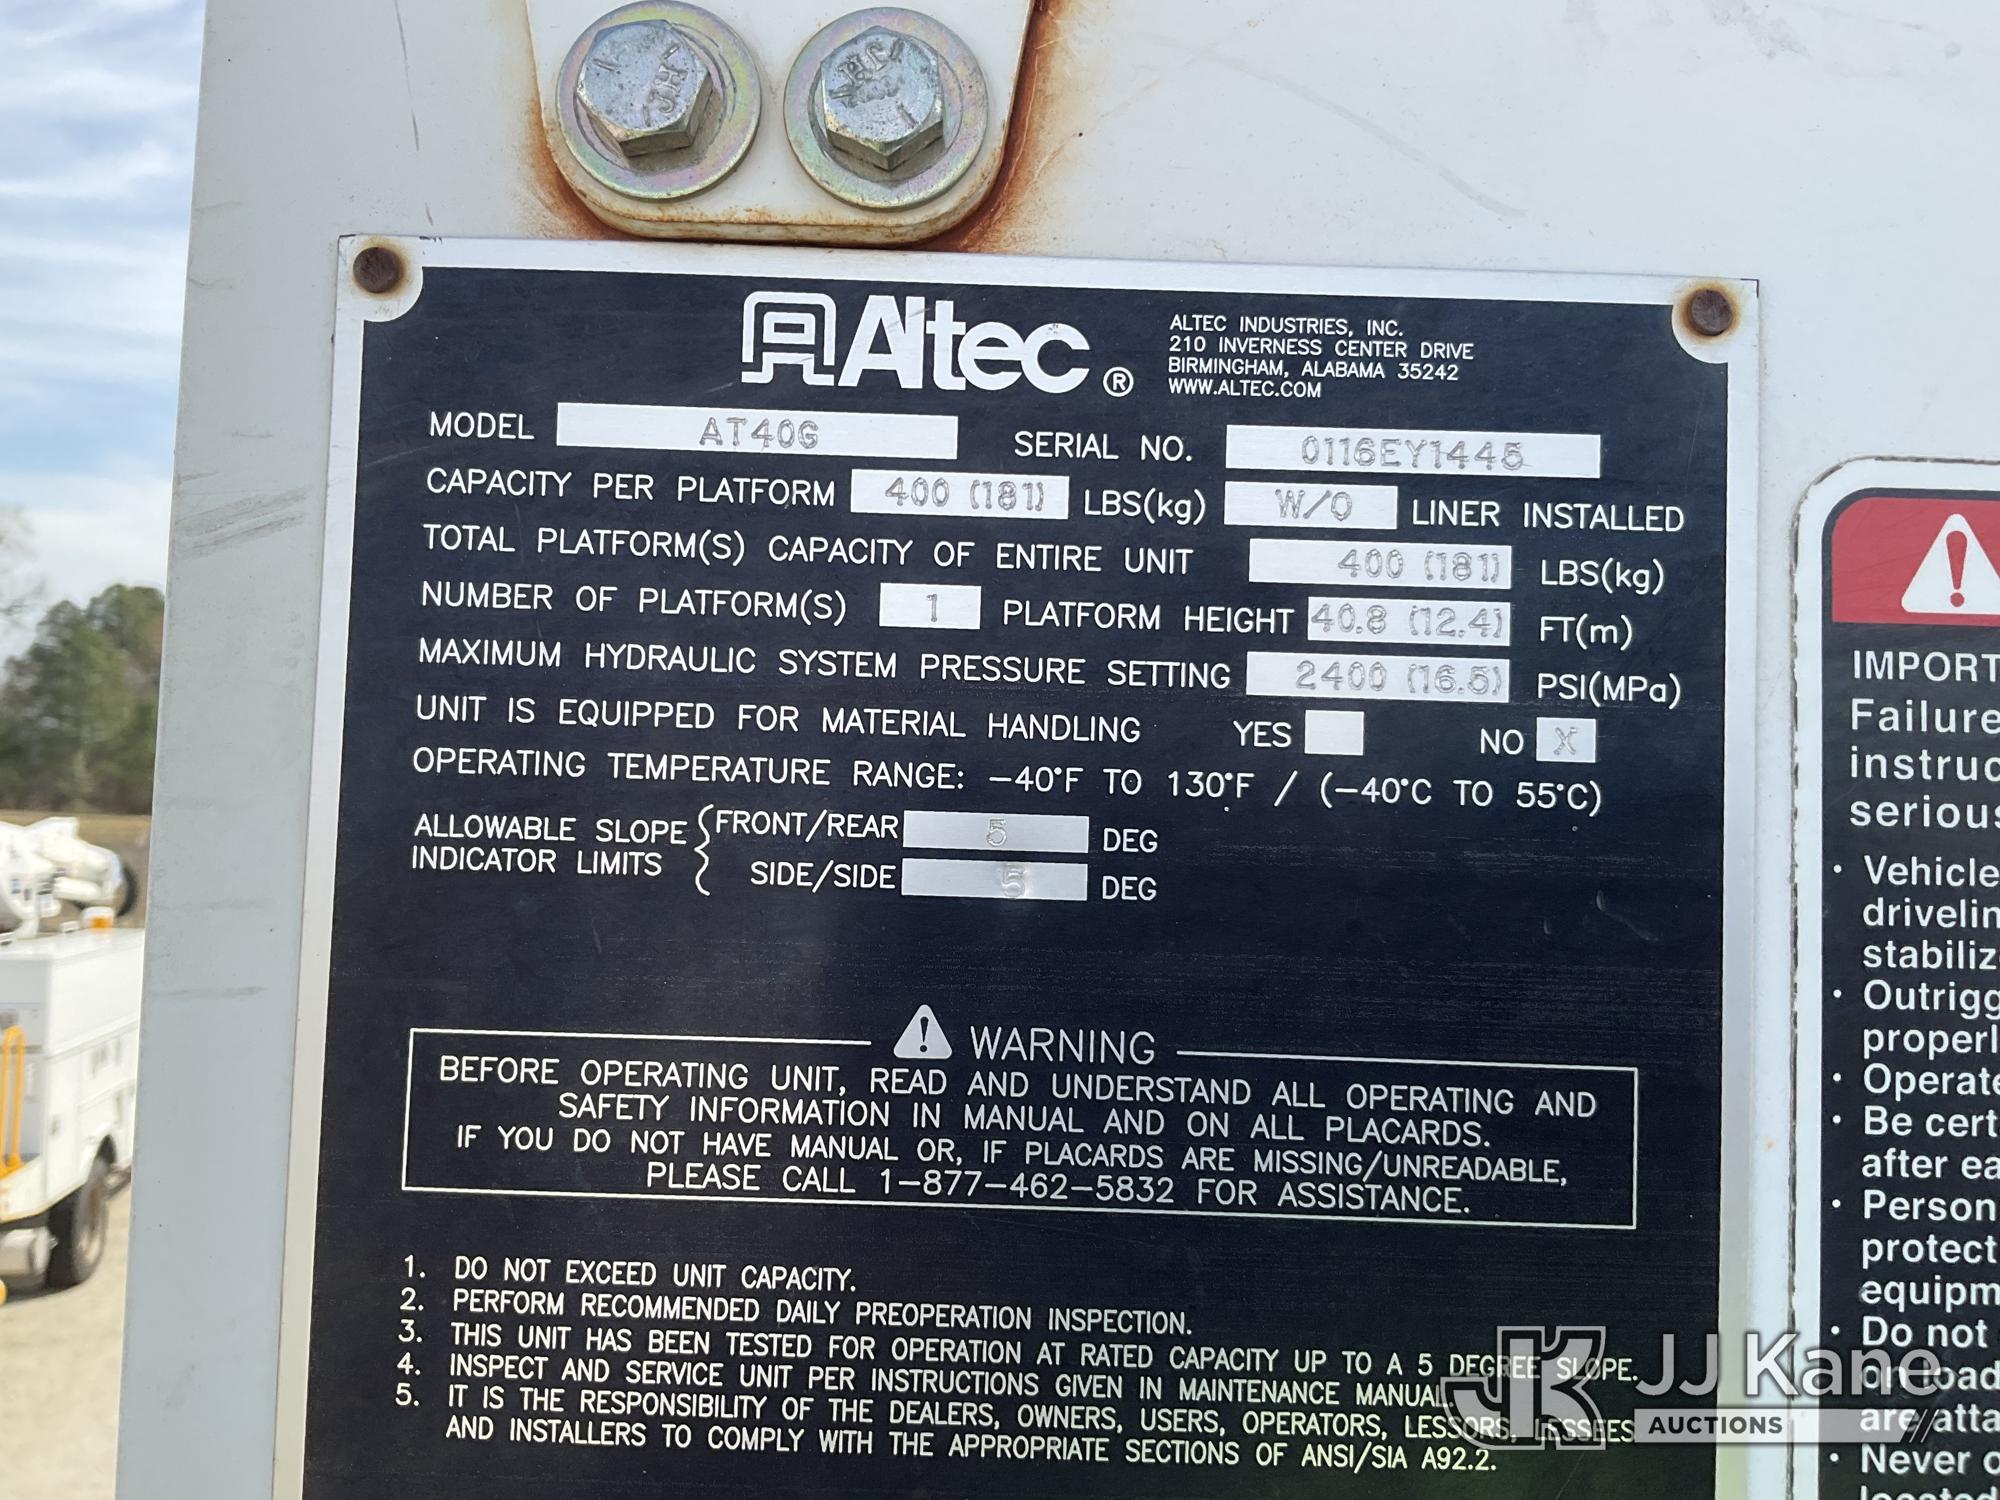 JH
Altec ®
ALTEC INDUSTRIES, INC.
210 INVERNESS CENTER DRIVE
BIRMINGHAM, ALABAMA 35242
WWW.ALTEC.COM
MODEL AT40G SERIAL NO. 0116EY1445
CAPACITY PER PLATFORM 400 (181) LBS(kg) W/O LINER INSTALLED
TOTAL PLATFORM(S) CAPACITY OF ENTIRE UNIT 400 (181) LBS(kg)
NUMBER OF PLATFORM(S) 1 PLATFORM HEIGHT 40.8 (12.4) FT(m)
MAXIMUM HYDRAULIC SYSTEM PRESSURE SETTING 2400 (16.5) PSI(MPa)
UNIT IS EQUIPPED FOR MATERIAL HANDLING YES NO X
OPERATING TEMPERATURE RANGE: -40°F TO 130°F / (-40°C TO 55°C)
ALLOWABLE SLOPE INDICATOR LIMITS
FRONT/REAR 5 DEG
SIDE/SIDE 5 DEG
WARNING
BEFORE OPERATING UNIT, READ AND UNDERSTAND ALL OPERATING AND
SAFETY INFORMATION IN MANUAL AND ON ALL PLACARDS.
IF YOU DO NOT HAVE MANUAL OR, IF PLACARDS ARE MISSING/UNREADABLE,
PLEASE CALL 1-877-462-5832 FOR ASSISTANCE.
1. DO NOT EXCEED UNIT CAPACITY.
2. PERFORM RECOMMENDED DAILY PREOPERATION INSPECTION.
3. THIS UNIT HAS BEEN TESTED FOR OPERATION AT RATED CAPACITY UP TO A 5 DEGREE SLOPE.
4. INSPECT AND SERVICE UNIT PER INSTRUCTIONS GIVEN IN MAINTENANCE MANUAL
5. IT IS THE RESPONSIBILITY OF THE DEALERS, OWNERS, USERS, OPERATORS, LESSORS, LESSEES
AND INSTALLERS TO COMPLY WITH THE APPROPRIATE SECTIONS OF ANSI/SIA A92.2.
IMPORT
Failure
instruc
serious
· Vehicle
drivelin
stabiliz
· Outrigg
properl
· Operate
· Be cert
after ea
· Person
protect
equipm
· Do not
on load
are atta
· Never o
located
JJ Kane
AUCTIONS